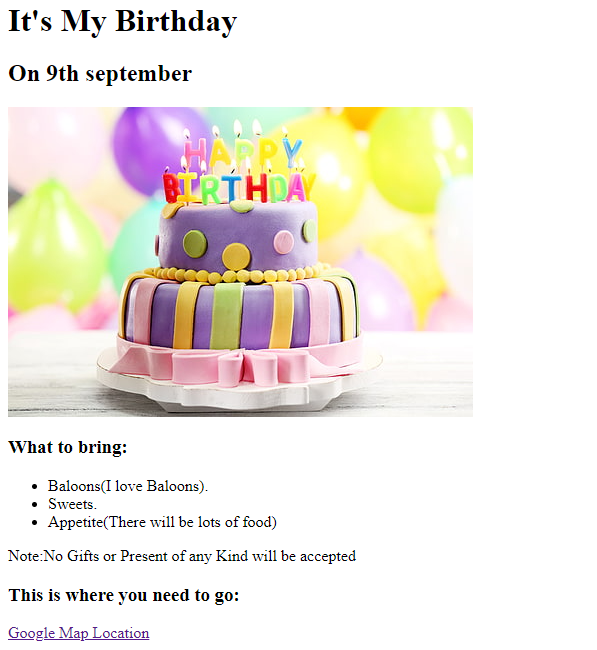 It's My Birthday
On 9th september
HAPPY
BIRTHDAY
What to bring:
Baloons(I love Baloons).
Sweets.
Appetite(There will be lots of food)
Note:No Gifts or Present of any Kind will be accepted
This is where you need to go:
Google Map Location